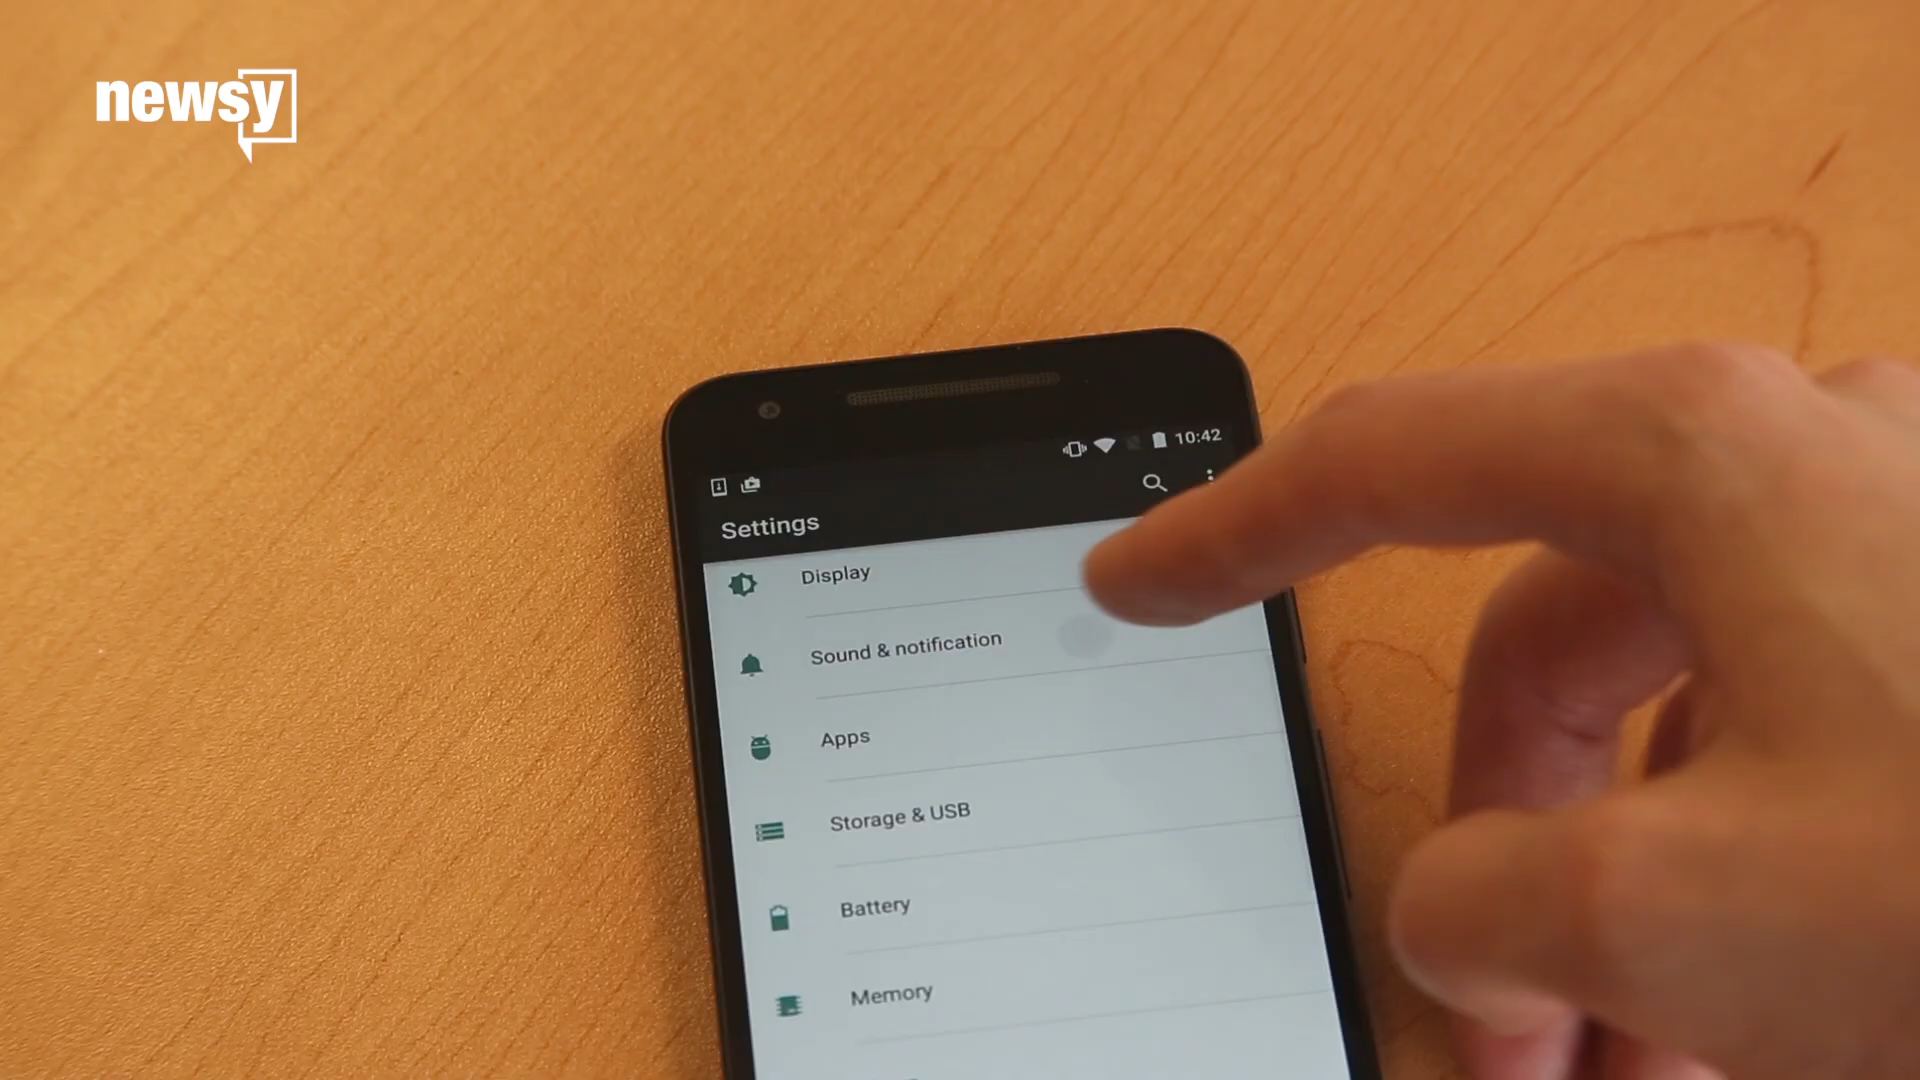 newsy
10:42
Settings
Display
Sound & notification
Apps
Storage & USB
Battery
Memory